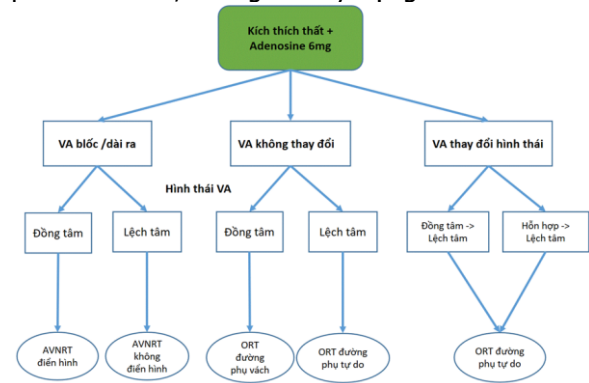 Kích thích thất +
Adenosine 6mg
VA blốc /dài ra
VA không thay đổi
VA thay đổi hình thái
Hình thái VA
Đồng tâm
Lệch tâm
Đồng tâm
Lệch tâm
Đồng tâm ->
Lệch tâm
Hỗn hợp ->
Lệch tâm
AVNRT
điển hình
AVNRT
không
điển hình
ORT
đường
phụ vách
ORT đường
phụ tự do
ORT đường
phụ tự do